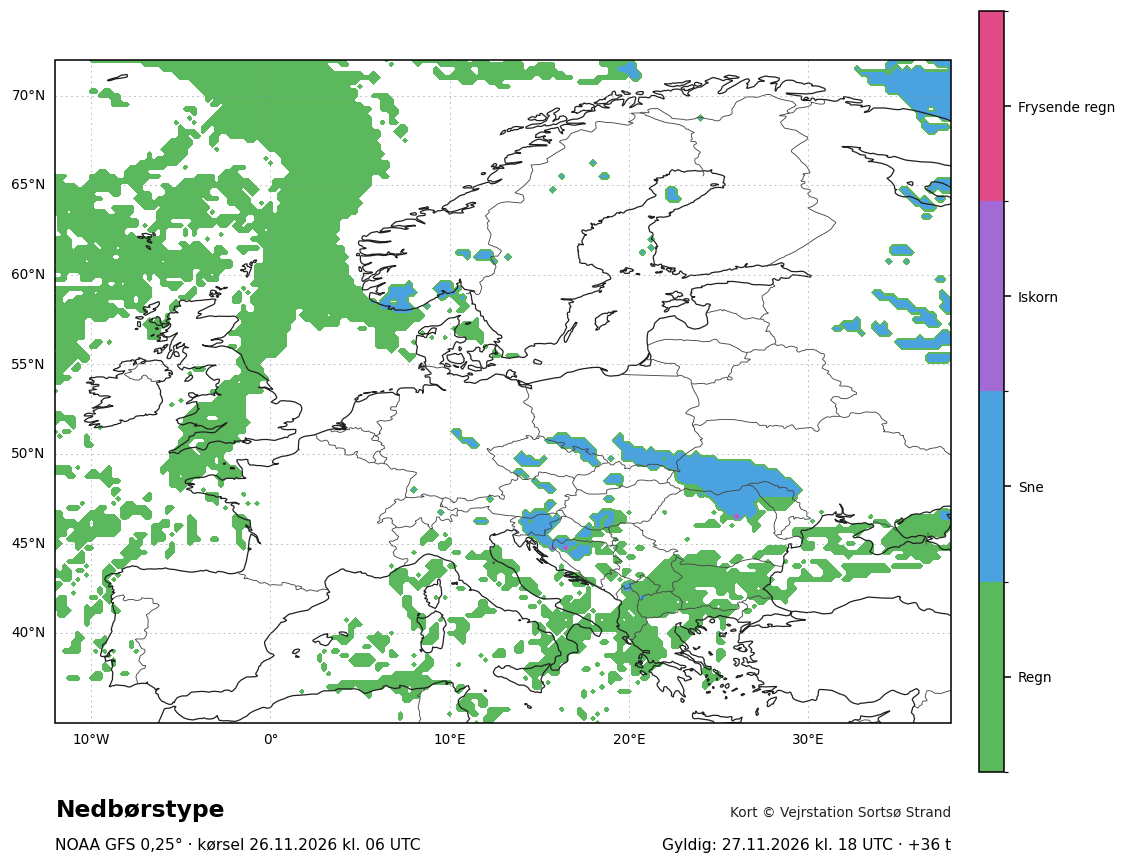 70°N
65°N
60°N
55°N
50°N
45°N
40°N
10°W
0°
10°E
20°E
30°E
Frysende regn
Iskorn
Sne
Regn
Nedbørstype
Kort © Vejrstation Sortsø Strand
NOAA GFS 0,25° · kørsel 26.11.2026 kl. 06 UTC
Gyldig: 27.11.2026 kl. 18 UTC · +36 t